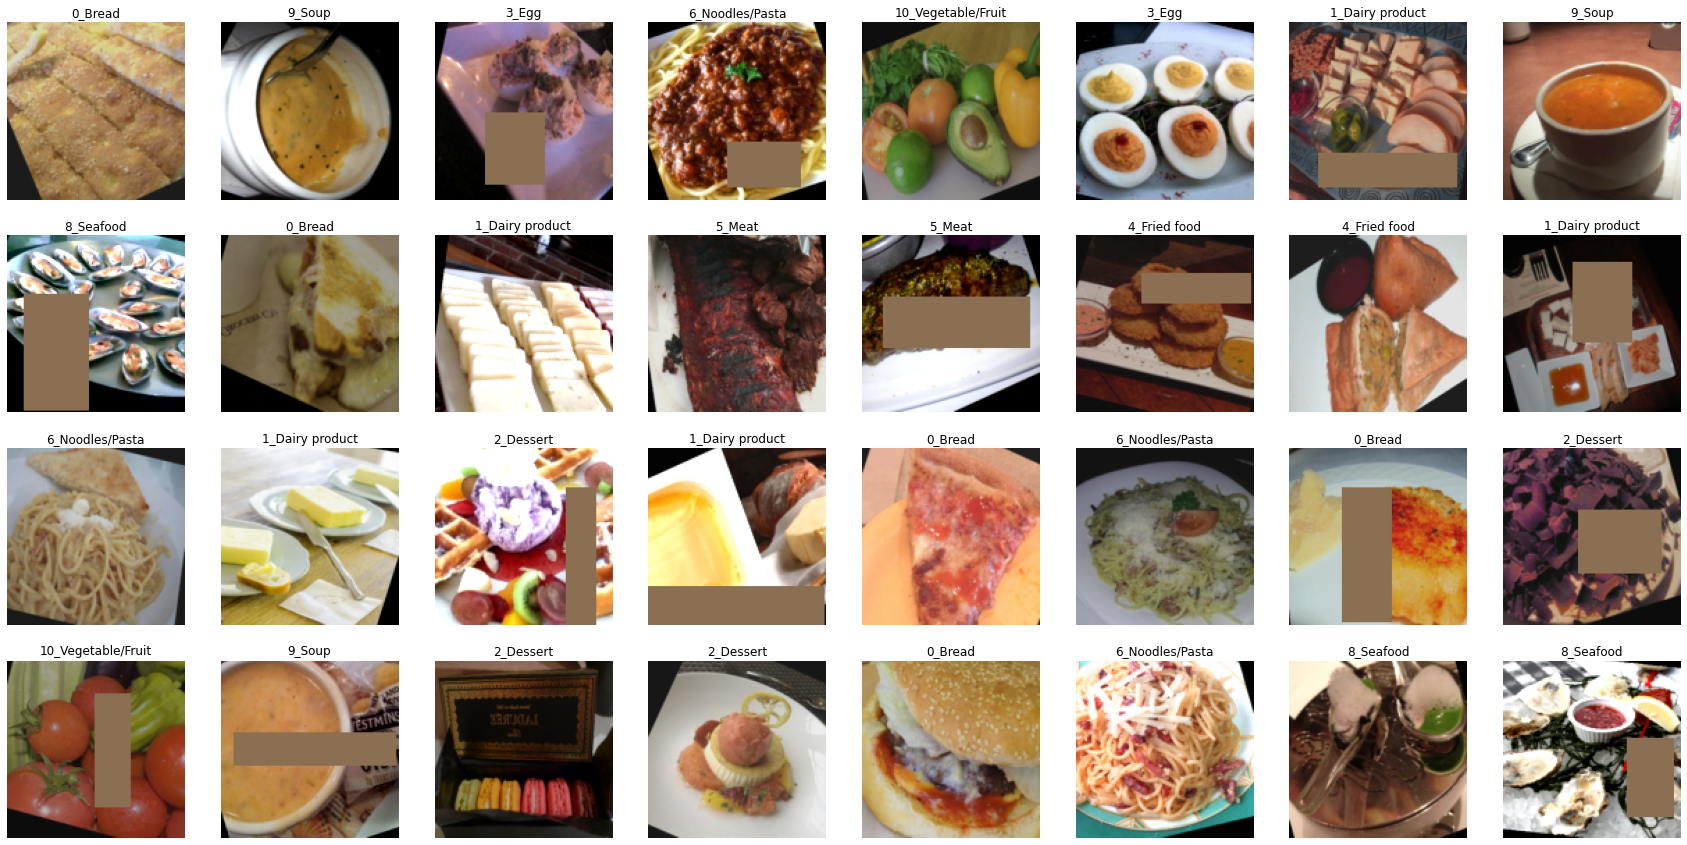 0_Bread
9_Soup
3_Egg
6_Noodles/Pasta
10_Vegetable/Fruit
3_Egg
1_Dairy product
9_Soup
8_Seafood
0_Bread
1_Dairy product
5_Meat
5_Meat
4_Fried food
4_Fried food
1_Dairy product
6_Noodles/Pasta
1_Dairy product
2_Dessert
1_Dairy product
0_Bread
6_Noodles/Pasta
0_Bread
2_Dessert
10_Vegetable/Fruit
9_Soup
2_Dessert
2_Dessert
0_Bread
6_Noodles/Pasta
8_Seafood
8_Seafood
LADURÉE